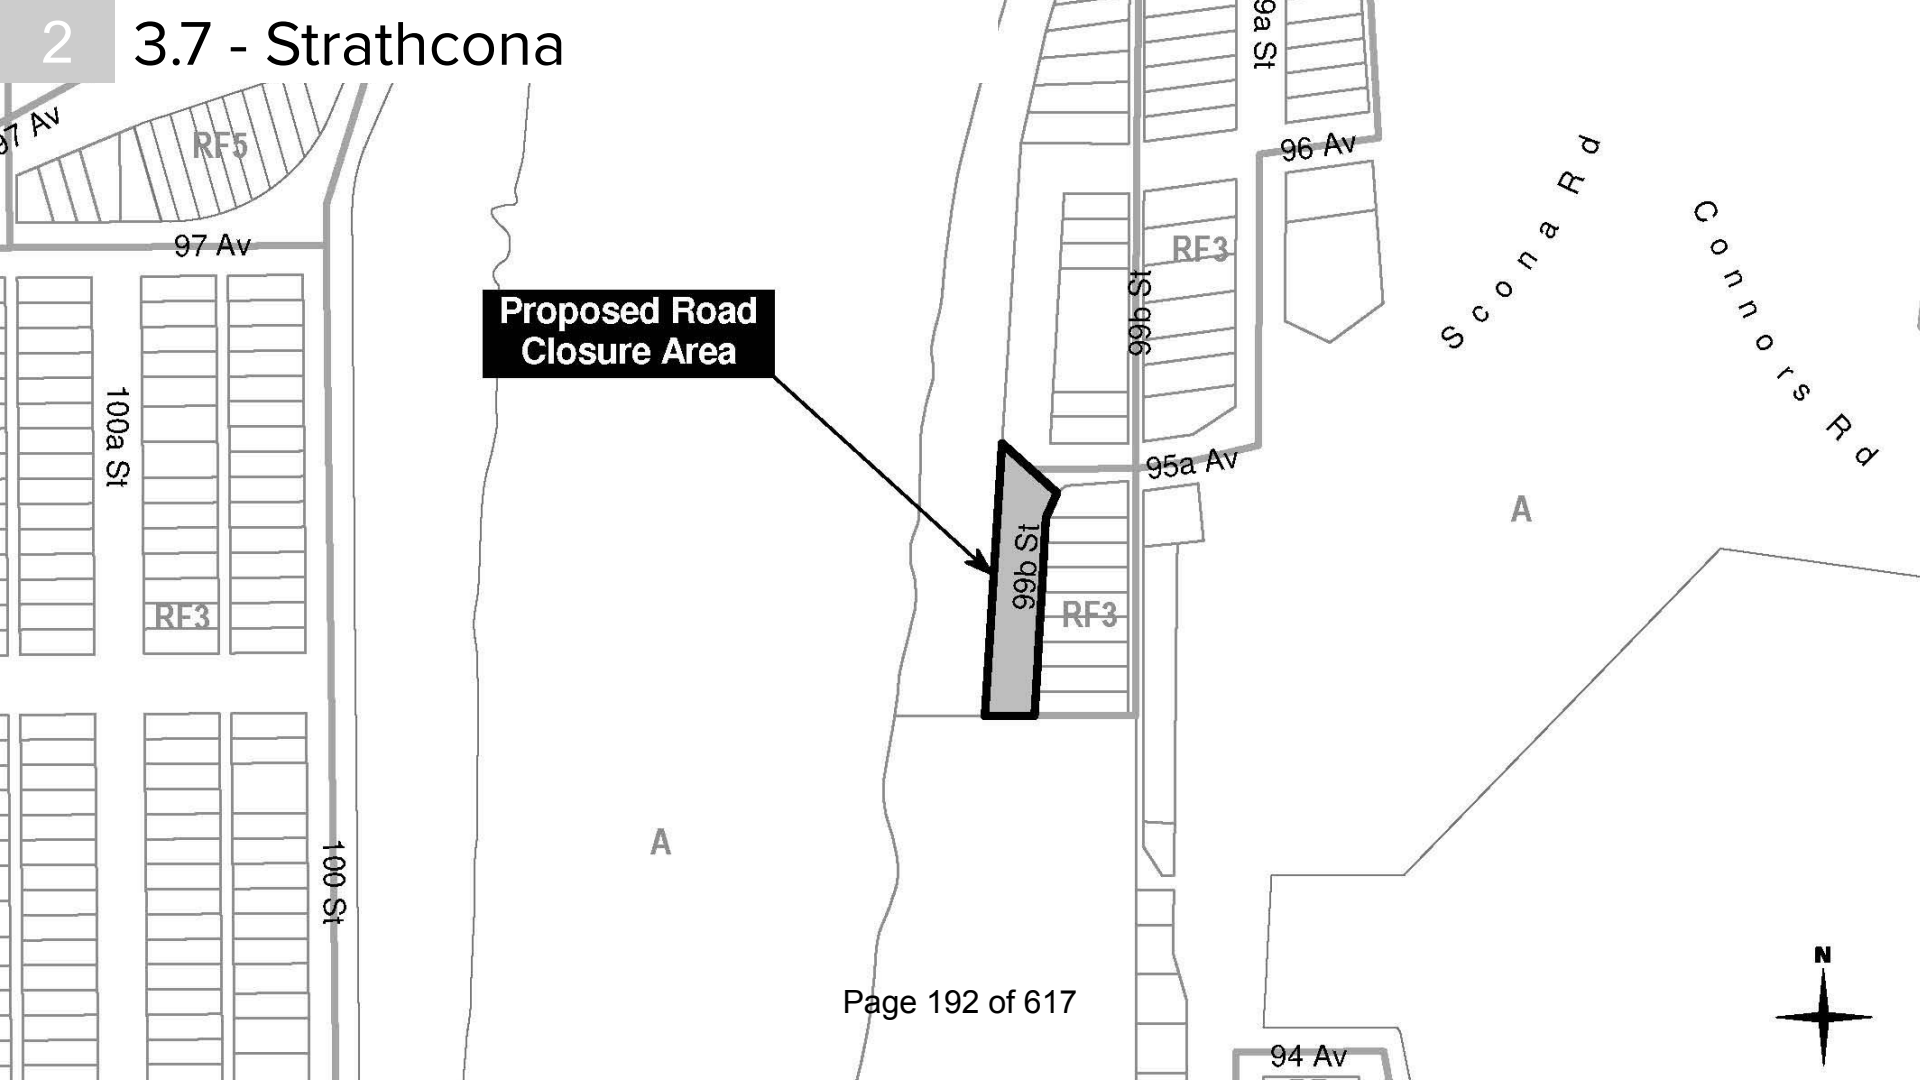 2
3.7 - Strathcona
9a St
97 Av
RF5
96 Av
Scona Rd
Connors Rd
97 Av
RF3
99b St
Proposed Road
Closure Area
100a St
95a Av
A
99b St
RF3
RF3
A
100 St
N
Page 192 of 617
94 Av